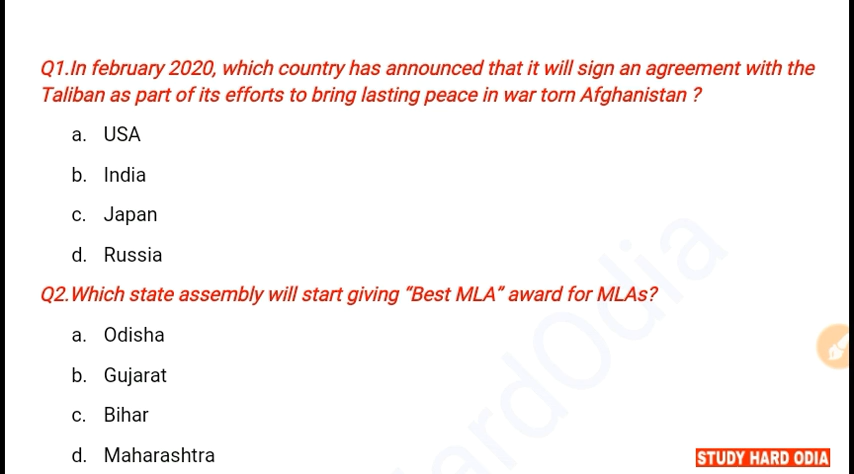 Q1.In february 2020, which country has announced that it will sign an agreement with the
Taliban as part of its efforts to bring lasting peace in war torn Afghanistan ?
a. USA
b. India
c. Japan
d. Russia
Q2.Which state assembly will start giving “Best MLA” award for MLAs?
a. Odisha
b. Gujarat
c. Bihar
d. Maharashtra
ardOdia
STUDY HARD ODIA